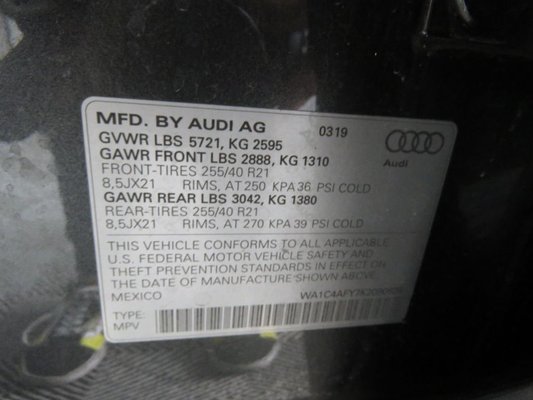 MFD. BY AUDI AG 0319
GVWR LBS 5721, KG 2595
GAWR FRONT LBS 2888, KG 1310
FRONT-TIRES 255/40 R21
8,5JX21 RIMS, AT 250 KPA 36 PSI COLD
GAWR REAR LBS 3042, KG 1380
REAR-TIRES 255/40 R21
8,5JX21 RIMS, AT 270 KPA 39 PSI COLD
Audi
THIS VEHICLE CONFORMS TO ALL APPLICABLE
U.S. FEDERAL MOTOR VEHICLE SAFETY AND
THEFT PREVENTION STANDARDS IN EFFECT ON
THE DATE OF MANUFACTURE SHOWN ABOVE.
MEXICO
TYPE:
MPV